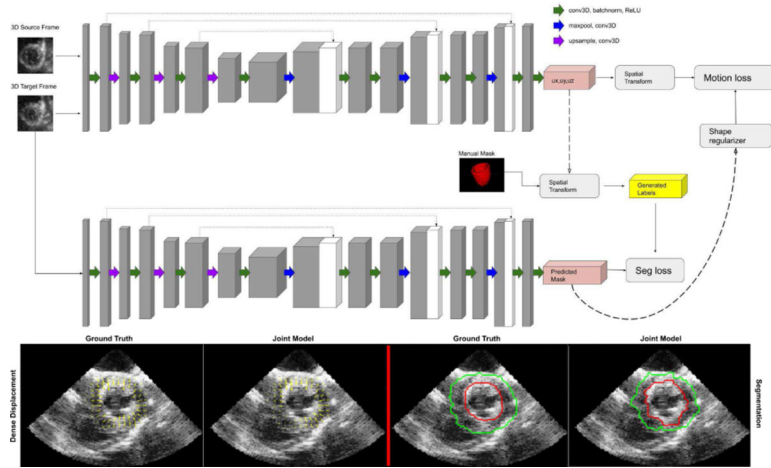 conv3D, batchnorm, ReLU
maxpool, conv3D
upsample, conv3D
3D Source Frame
3D Target Frame
ux,uy,uz
Spatial
Transform
Motion loss
Shape
regularizer
Manual Mask
Spatial
Transform
Generated
Labels
Predicted
Mask
Seg loss
Ground Truth
Joint Model
Ground Truth
Joint Model
Dense Displacement
Segmentation